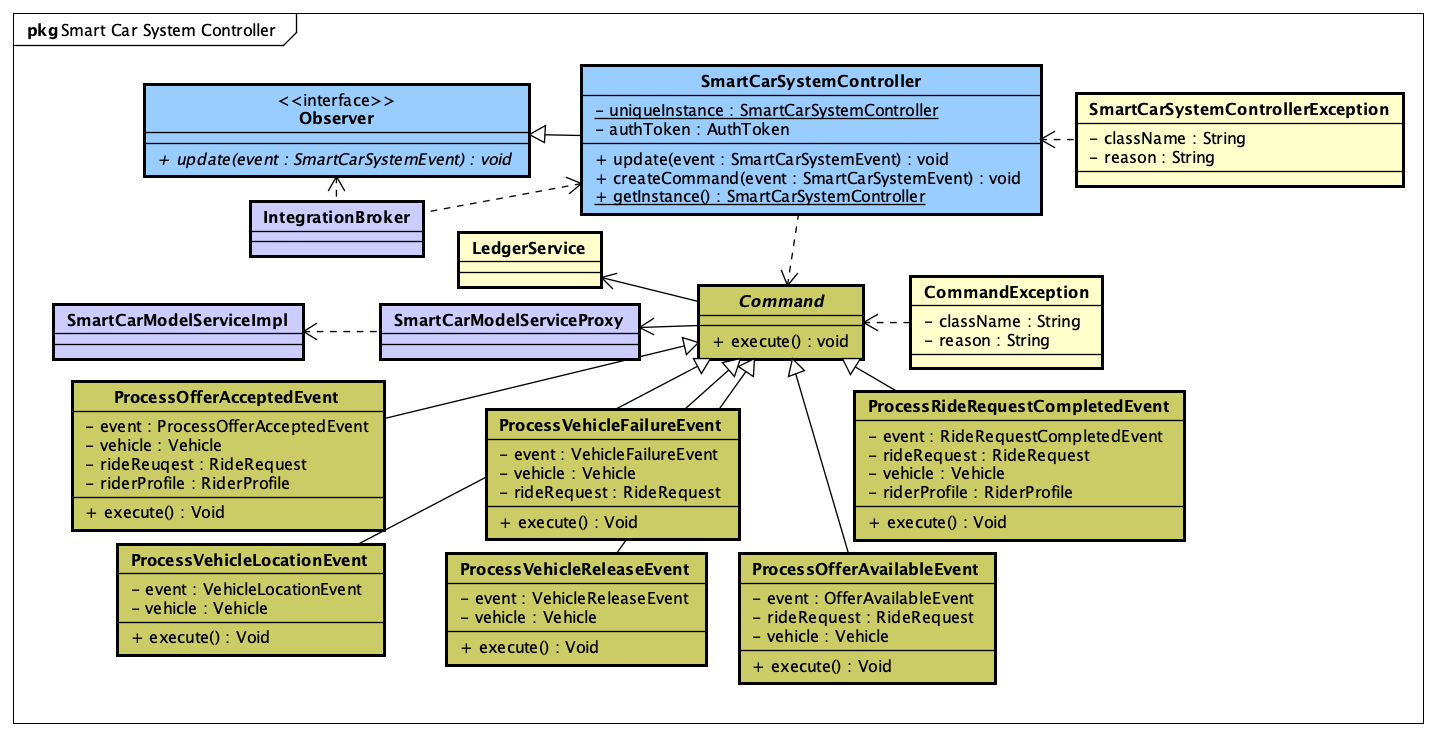 pkg Smart Car System Controller
<<interface>>
Observer
+ update(event : SmartCarSystemEvent) : void
SmartCarSystemController
- uniqueInstance : SmartCarSystemController
- authToken : AuthToken
+ update(event : SmartCarSystemEvent) : void
+ createCommand(event : SmartCarSystemEvent) : void
+ getInstance() : SmartCarSystemController
SmartCarSystemControllerException
- className : String
- reason : String
IntegrationBroker
LedgerService
SmartCarModelServiceImpl
SmartCarModelServiceProxy
Command
+ execute() : void
CommandException
- className : String
- reason : String
ProcessOfferAcceptedEvent
- event : ProcessOfferAcceptedEvent
- vehicle : Vehicle
- rideReuqest : RideRequest
- riderProfile : RiderProfile
+ execute() : Void
ProcessVehicleFailureEvent
- event : VehicleFailureEvent
- vehicle : Vehicle
- rideRequest : RideRequest
+ execute() : Void
ProcessRideRequestCompletedEvent
- event : RideRequestCompletedEvent
- rideRequest : RideRequest
- vehicle : Vehicle
- riderProfile : RiderProfile
+ execute() : Void
ProcessVehicleLocationEvent
- event : VehicleLocationEvent
- vehicle : Vehicle
+ execute() : Void
ProcessVehicleReleaseEvent
- event : VehicleReleaseEvent
- vehicle : Vehicle
+ execute() : Void
ProcessOfferAvailableEvent
- event : OfferAvailableEvent
- rideRequest : RideRequest
- vehicle : Vehicle
+ execute() : Void